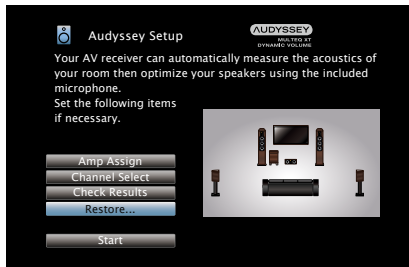 Audyssey Setup
AUDYSSEY
MULTEQ XT
DYNAMIC VOLUME
Your AV receiver can automatically measure the acoustics of
your room then optimize your speakers using the included
microphone.
Set the following items
if necessary.
Amp Assign
Channel Select
Check Results
Restore...
Start